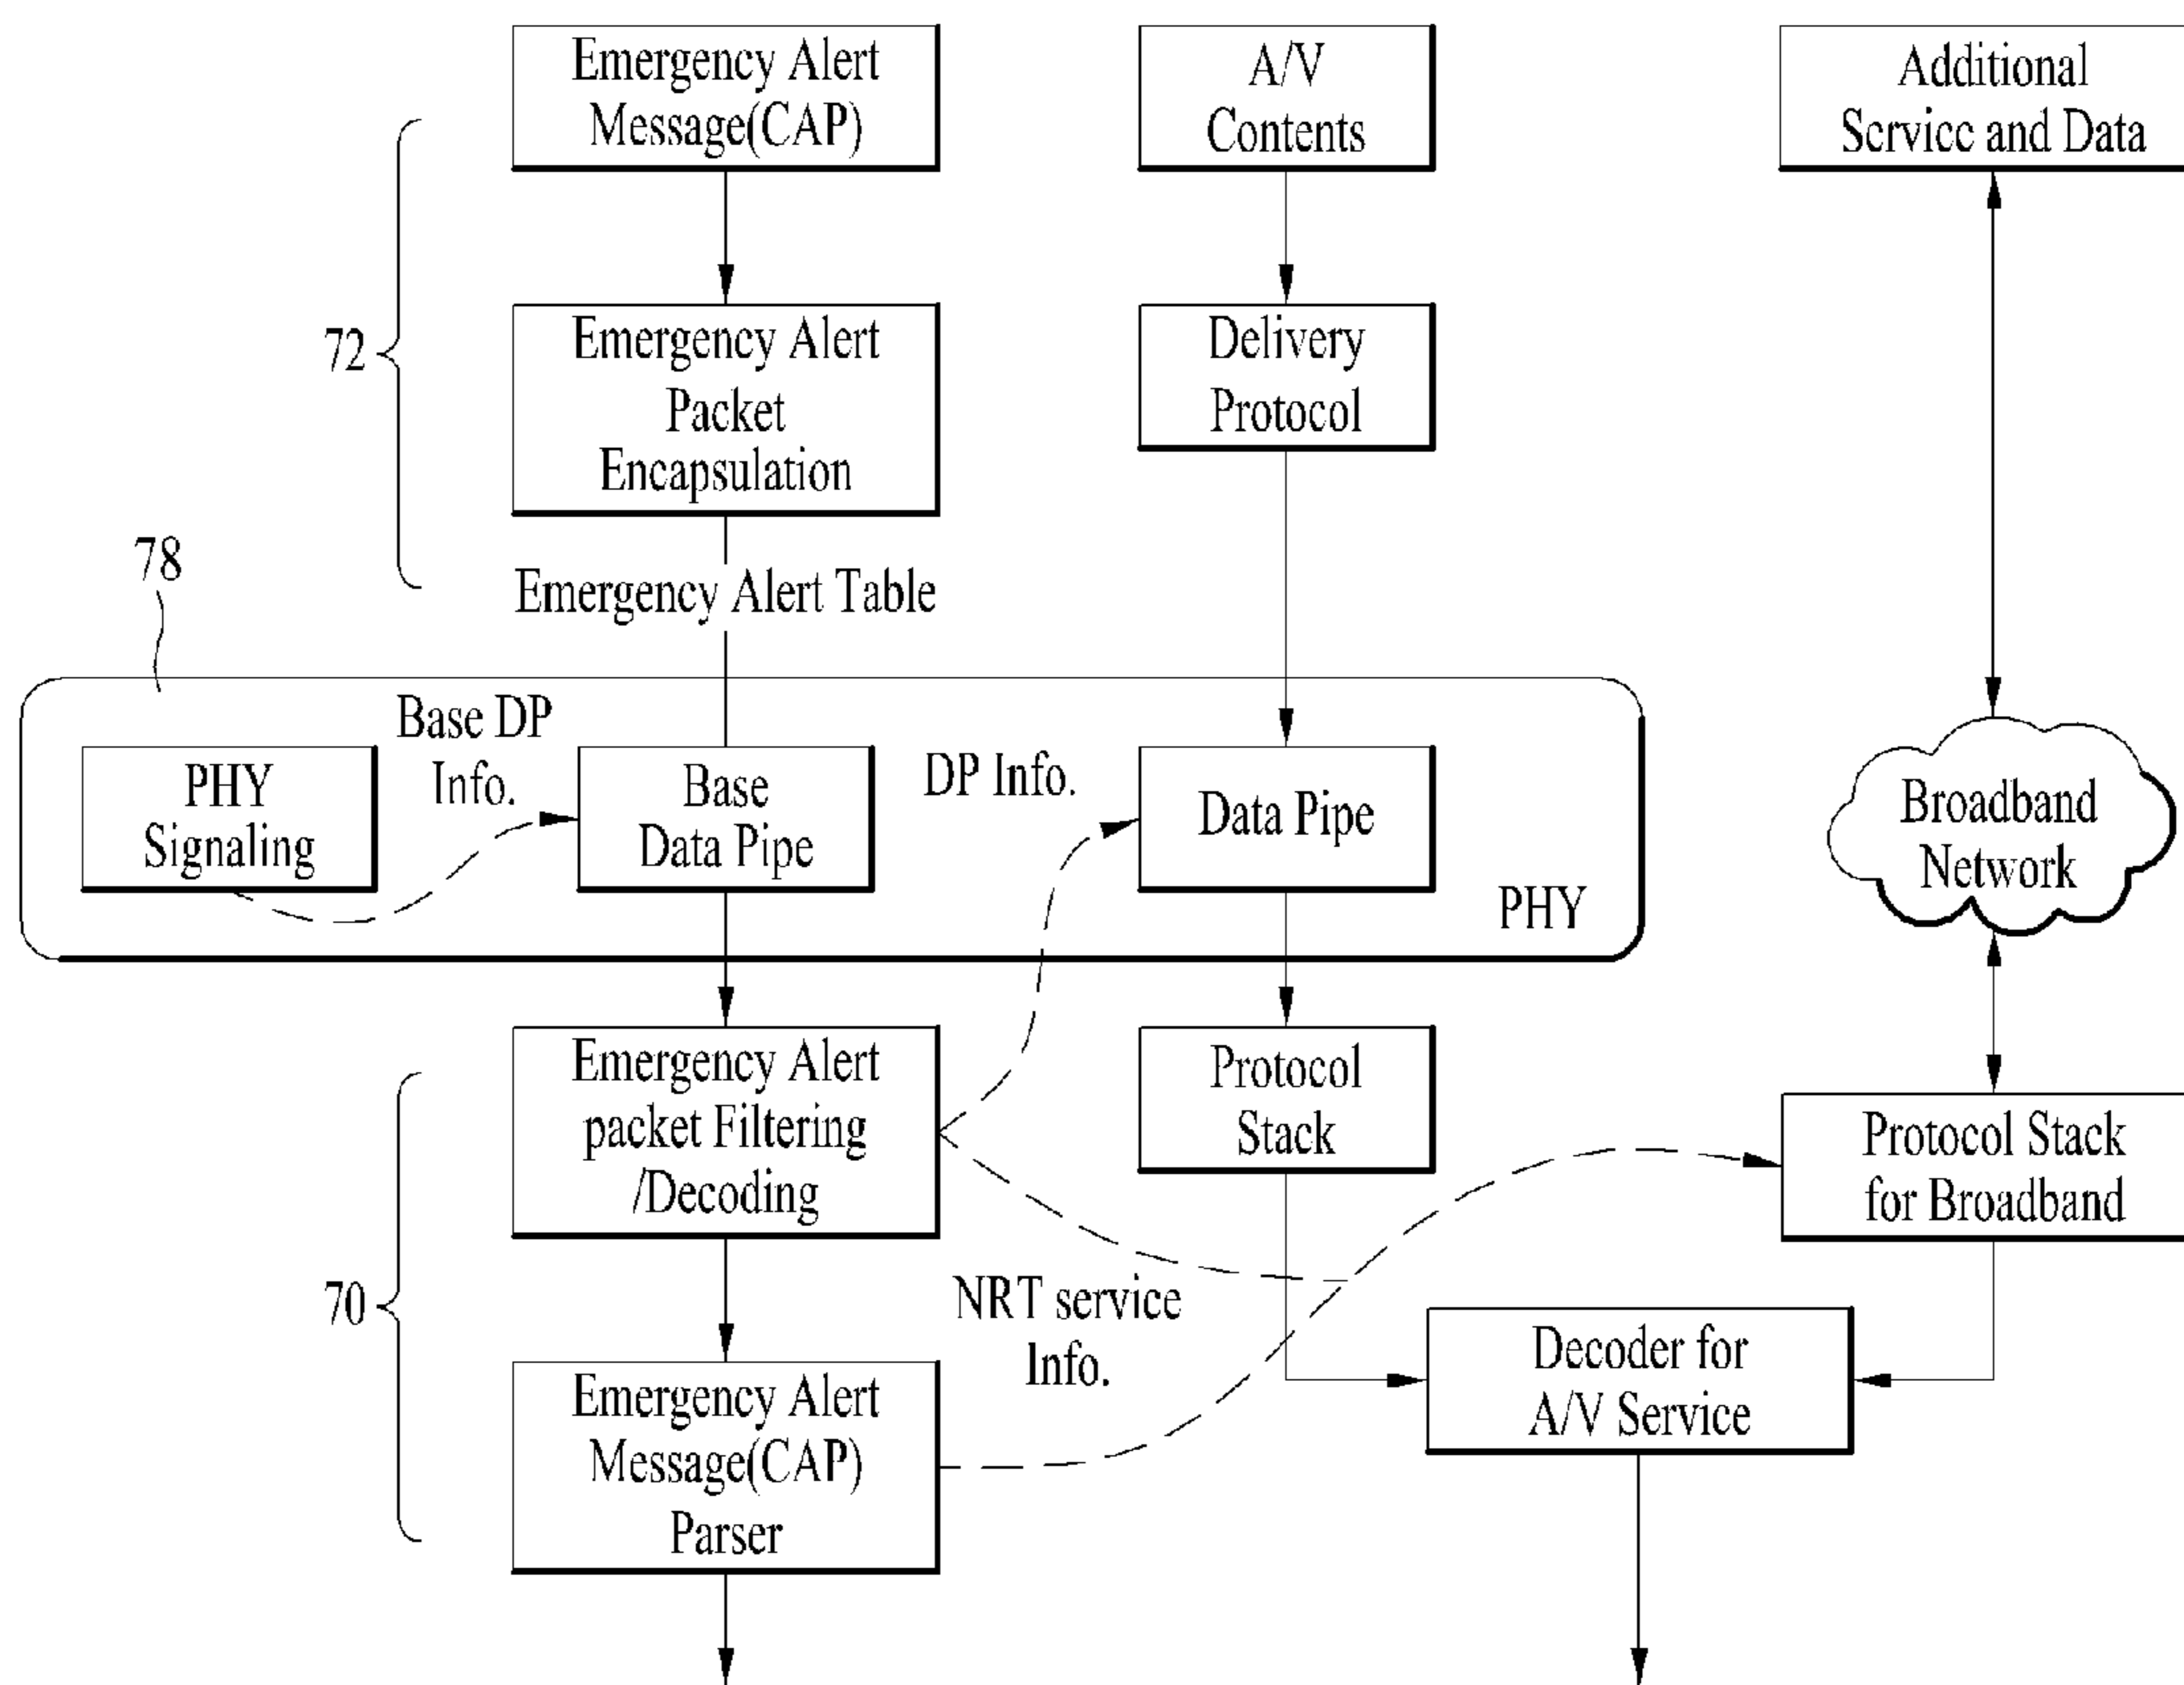 Emergency Alert
Message(CAP)
A/V
Contents
Additional
Service and Data
72
Emergency Alert
Packet
Encapsulation
Delivery
Protocol
78
Emergency Alert Table
Base DP
Info.
PHY
Signaling
Base
Data Pipe
DP Info.
Data Pipe
PHY
Broadband
Network
70
Emergency Alert
packet Filtering
/Decoding
Protocol
Stack
Protocol Stack
for Broadband
NRT service
Info.
Decoder for
A/V Service
Emergency Alert
Message(CAP)
Parser